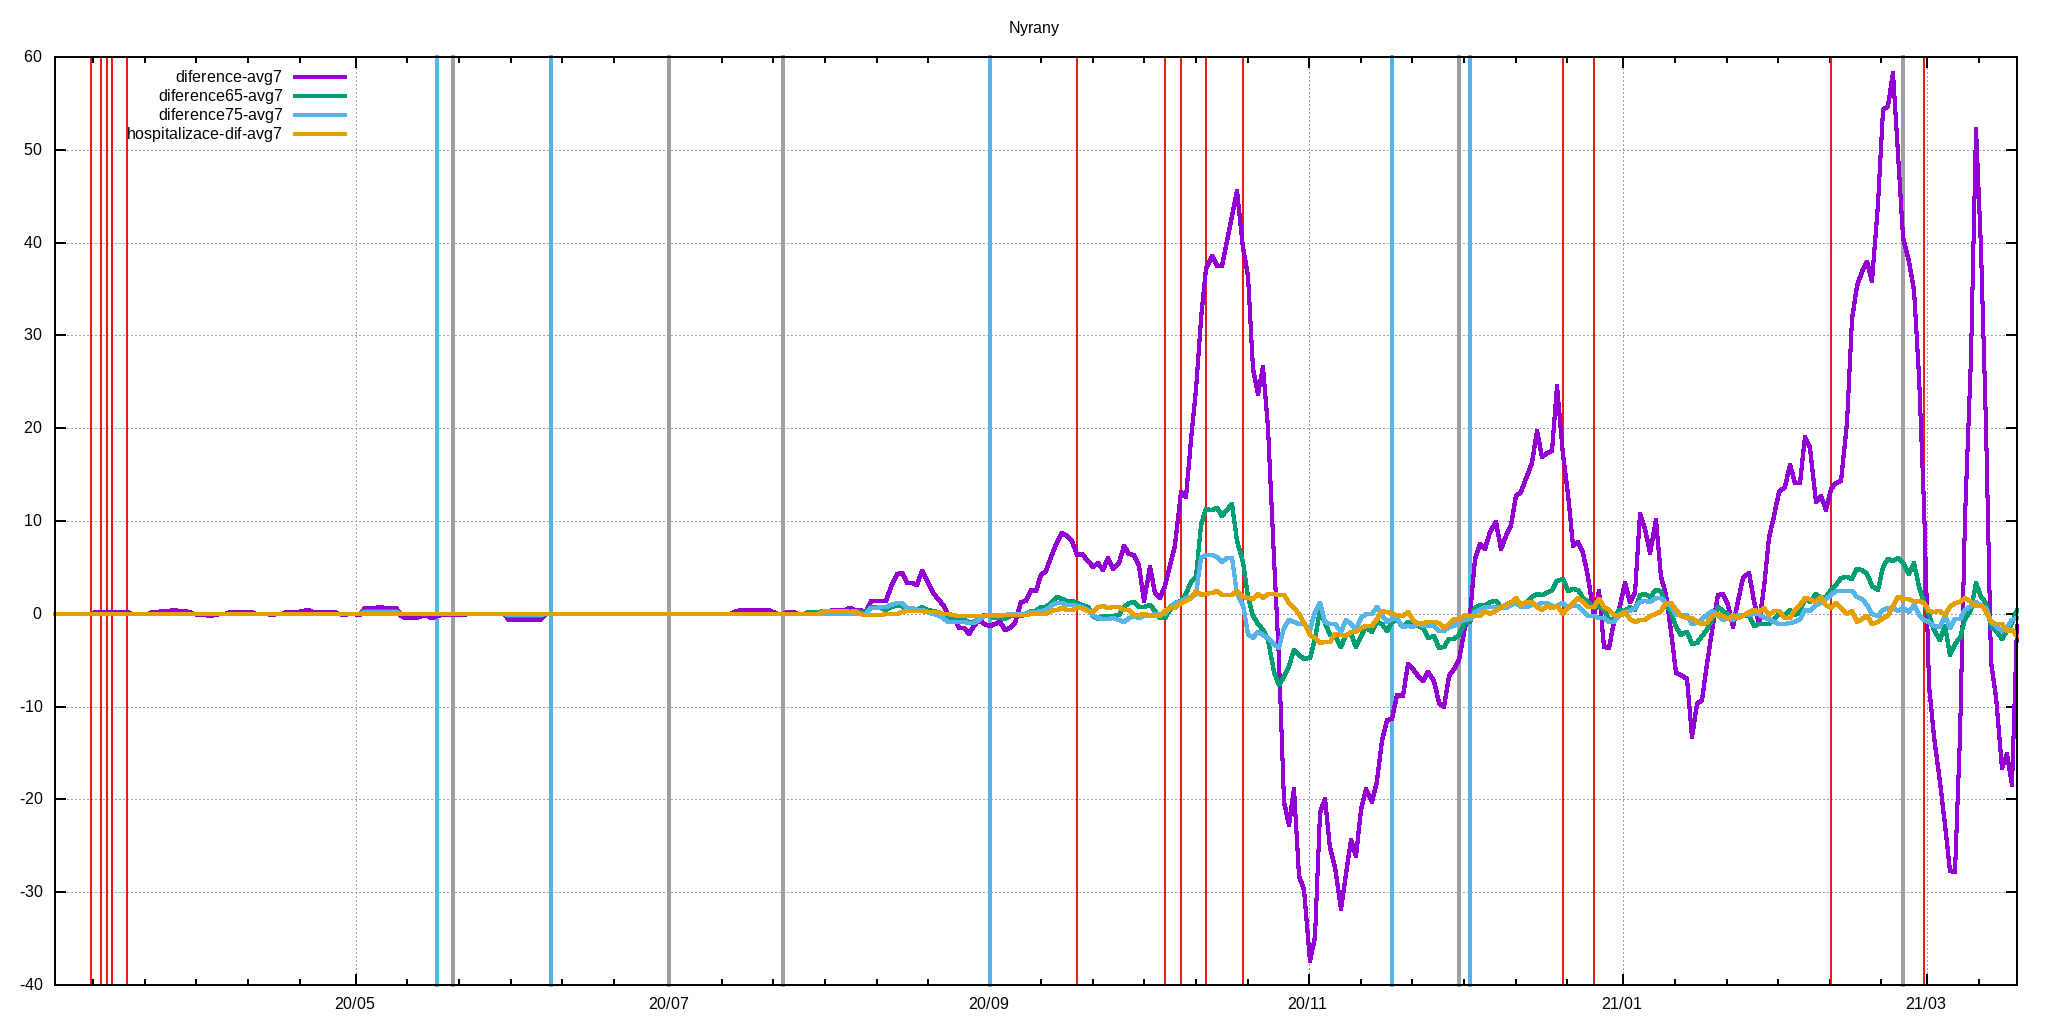 Nyrany
60
diference-avg7
diference65-avg7
diference75-avg7
hospitalizace-dif-avg7
50
40
30
20
10
0
-10
-20
-30
-40
20/05 20/07 20/09 20/11 21/01 21/03